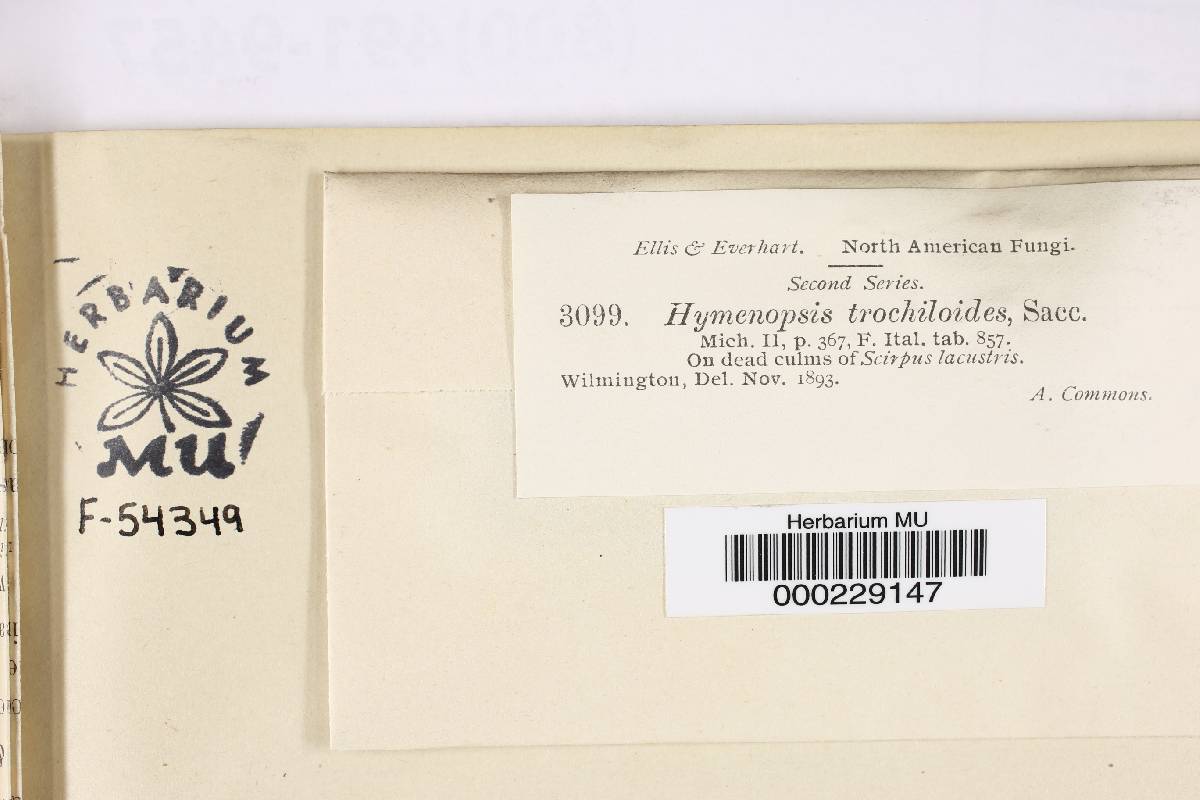 Ellis & Everhart. North American Fungi.
Second Series.
3099. Hymenopsis trochiloides, Sacc.
Mich. II, p. 367, F. Ital. tab. 857.
On dead culms of Scirpus lacustris.
Wilmington, Del. Nov. 1893.
A. Commons.
HERBARIUM
MU
F-54349
Herbarium MU
000229147